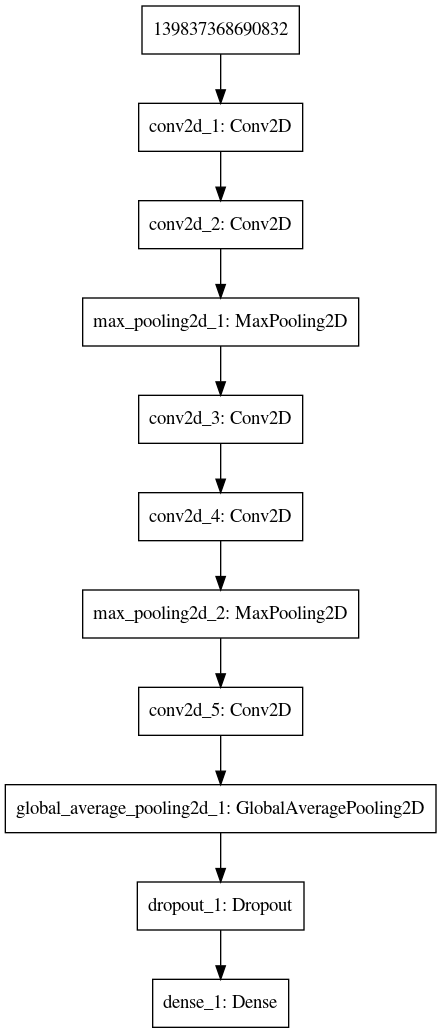 139837368690832
conv2d_1: Conv2D
conv2d_2: Conv2D
max_pooling2d_1: MaxPooling2D
conv2d_3: Conv2D
conv2d_4: Conv2D
max_pooling2d_2: MaxPooling2D
conv2d_5: Conv2D
global_average_pooling2d_1: GlobalAveragePooling2D
dropout_1: Dropout
dense_1: Dense